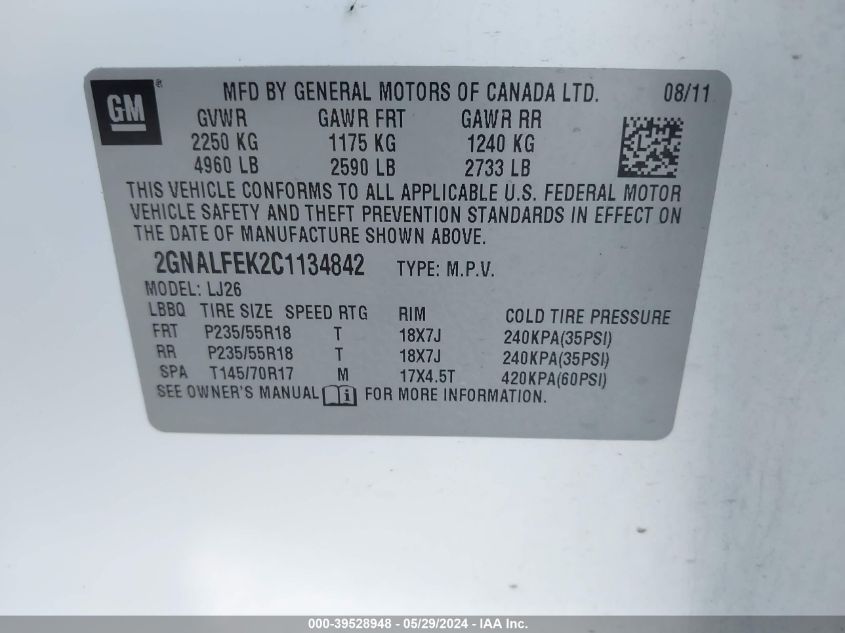 GM ®
MFD BY GENERAL MOTORS OF CANADA LTD. 08/11
GVWR GAWR FRT GAWR RR
2250 KG 1175 KG 1240 KG
4960 LB 2590 LB 2733 LB
THIS VEHICLE CONFORMS TO ALL APPLICABLE U.S. FEDERAL MOTOR
VEHICLE SAFETY AND THEFT PREVENTION STANDARDS IN EFFECT ON
THE DATE OF MANUFACTURE SHOWN ABOVE.
2GNALFEK2C1134842 TYPE: M.P.V.
MODEL: LJ26
LBBQ TIRE SIZE SPEED RTG RIM COLD TIRE PRESSURE
FRT P235/55R18 T 18X7J 240KPA(35PSI)
RR P235/55R18 T 18X7J 240KPA(35PSI)
SPA T145/70R17 M 17X4.5T 420KPA(60PSI)
SEE OWNER'S MANUAL i FOR MORE INFORMATION.
000-39528948 - 05/29/2024 - IAA Inc.